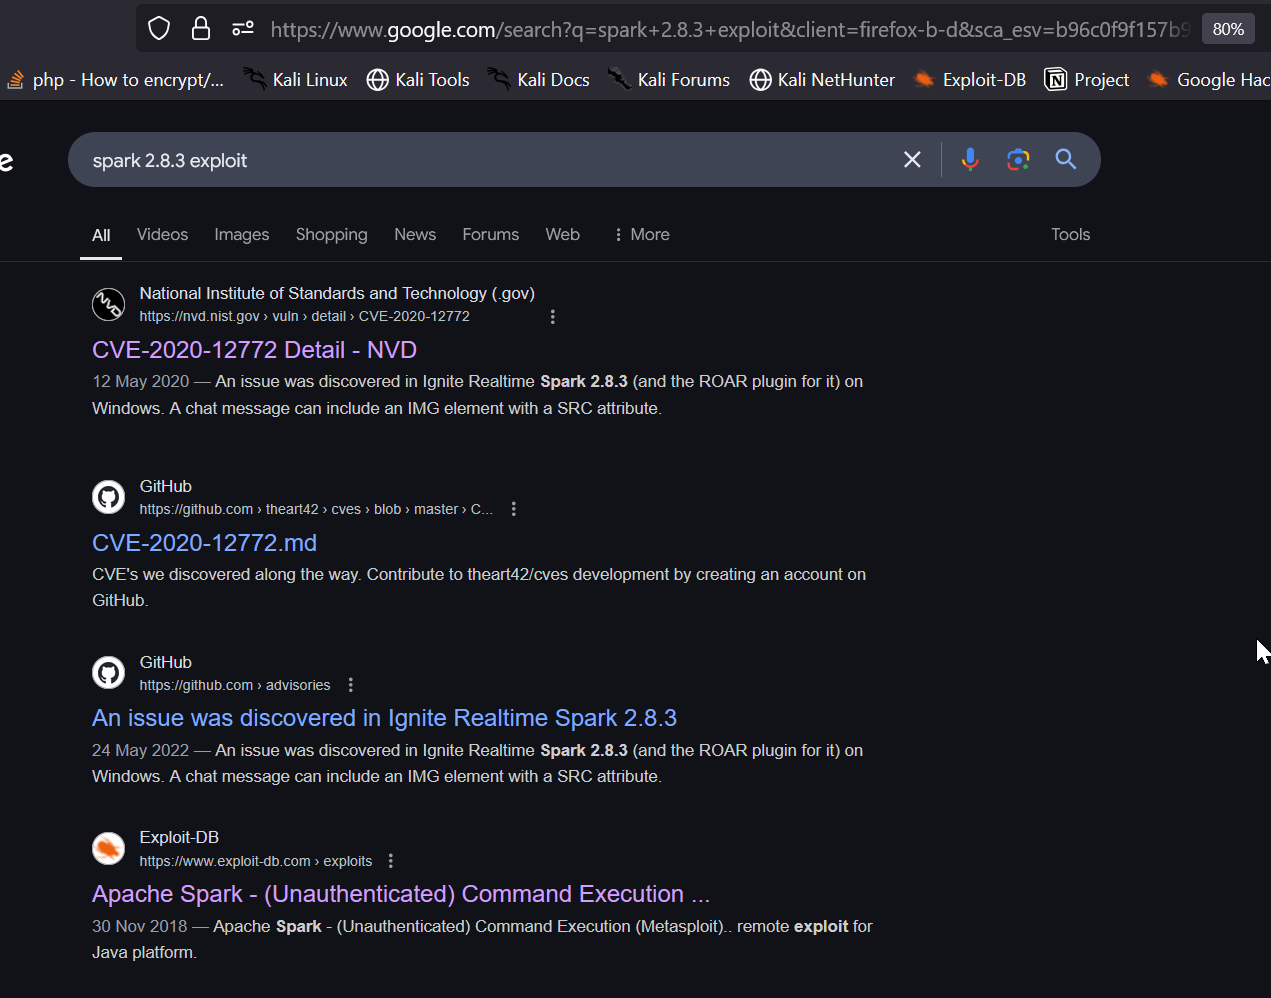 https://www.google.com/search?q=spark+2.8.3+exploit&client=firefox-b-d&sca_esv=b96c0f9f157b9
80%
php - How to encrypt/...
Kali Linux
Kali Tools
Kali Docs
Kali Forums
Kali NetHunter
Exploit-DB
Project
Google Hac
e
spark 2.8.3 exploit
All Videos Images Shopping News Forums Web More Tools
National Institute of Standards and Technology (.gov)
https://nvd.nist.gov › vuln › detail › CVE-2020-12772
CVE-2020-12772 Detail - NVD
12 May 2020 — An issue was discovered in Ignite Realtime Spark 2.8.3 (and the ROAR plugin for it) on
Windows. A chat message can include an IMG element with a SRC attribute.
GitHub
https://github.com › theart42 › cves › blob › master › C...
CVE-2020-12772.md
CVE's we discovered along the way. Contribute to theart42/cves development by creating an account on
GitHub.
GitHub
https://github.com › advisories
An issue was discovered in Ignite Realtime Spark 2.8.3
24 May 2022 — An issue was discovered in Ignite Realtime Spark 2.8.3 (and the ROAR plugin for it) on
Windows. A chat message can include an IMG element with a SRC attribute.
Exploit-DB
https://www.exploit-db.com › exploits
Apache Spark - (Unauthenticated) Command Execution ...
30 Nov 2018 — Apache Spark - (Unauthenticated) Command Execution (Metasploit).. remote exploit for
Java platform.